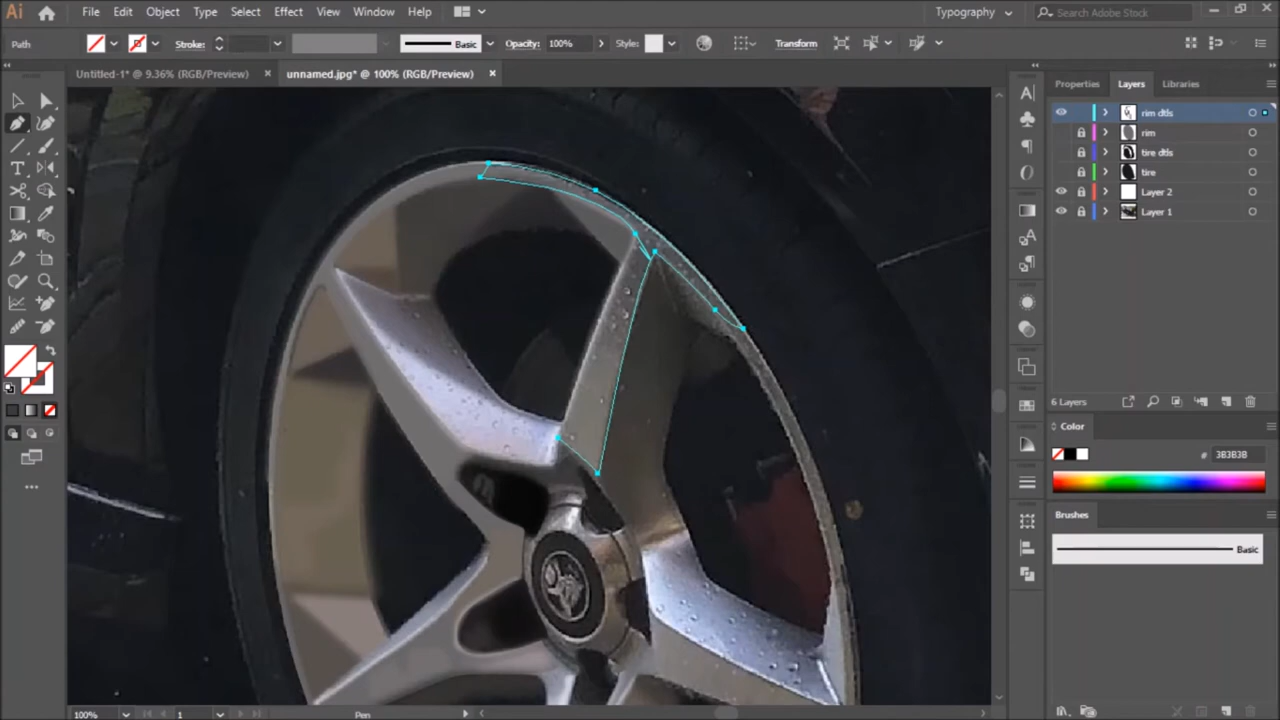 Ai File Edit Object Type Select Effect View Window Help Typography Search Adobe Stock
Path Stroke: Basic Opacity: 100% Style: Transform
Untitled-1* @ 9.36% (RGB/Preview) × unnamed.jpg* @ 100% (RGB/Preview) ×
Properties Layers Libraries
rim dtls
rim
tire dtls
tire
Layer 2
Layer 1
6 Layers
Color
# 3B3B3B
Brushes
Basic
100% 1 Pen